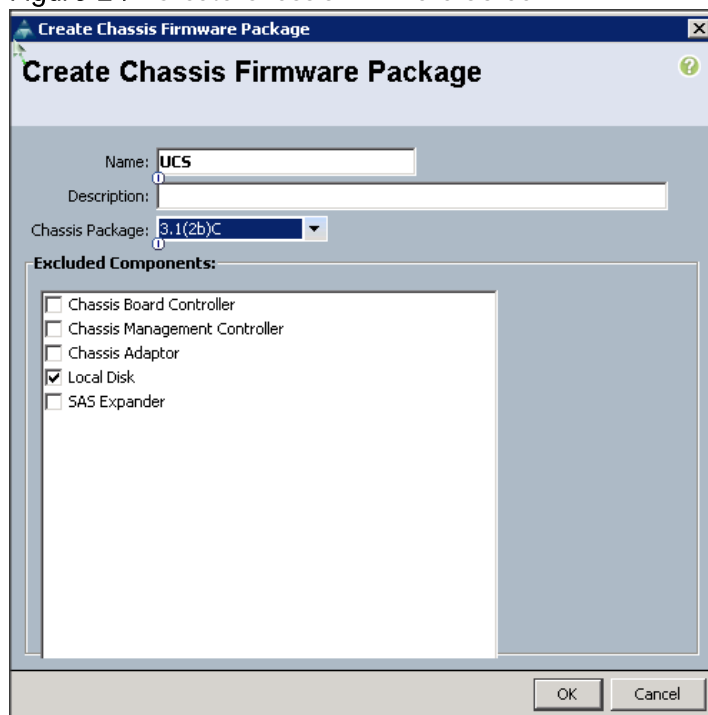 Create Chassis Firmware Package
Create Chassis Firmware Package
Name: UCS
Description:
Chassis Package: 3.1(2b)C
Excluded Components:
Chassis Board Controller
Chassis Management Controller
Chassis Adaptor
Local Disk
SAS Expander
OK Cancel